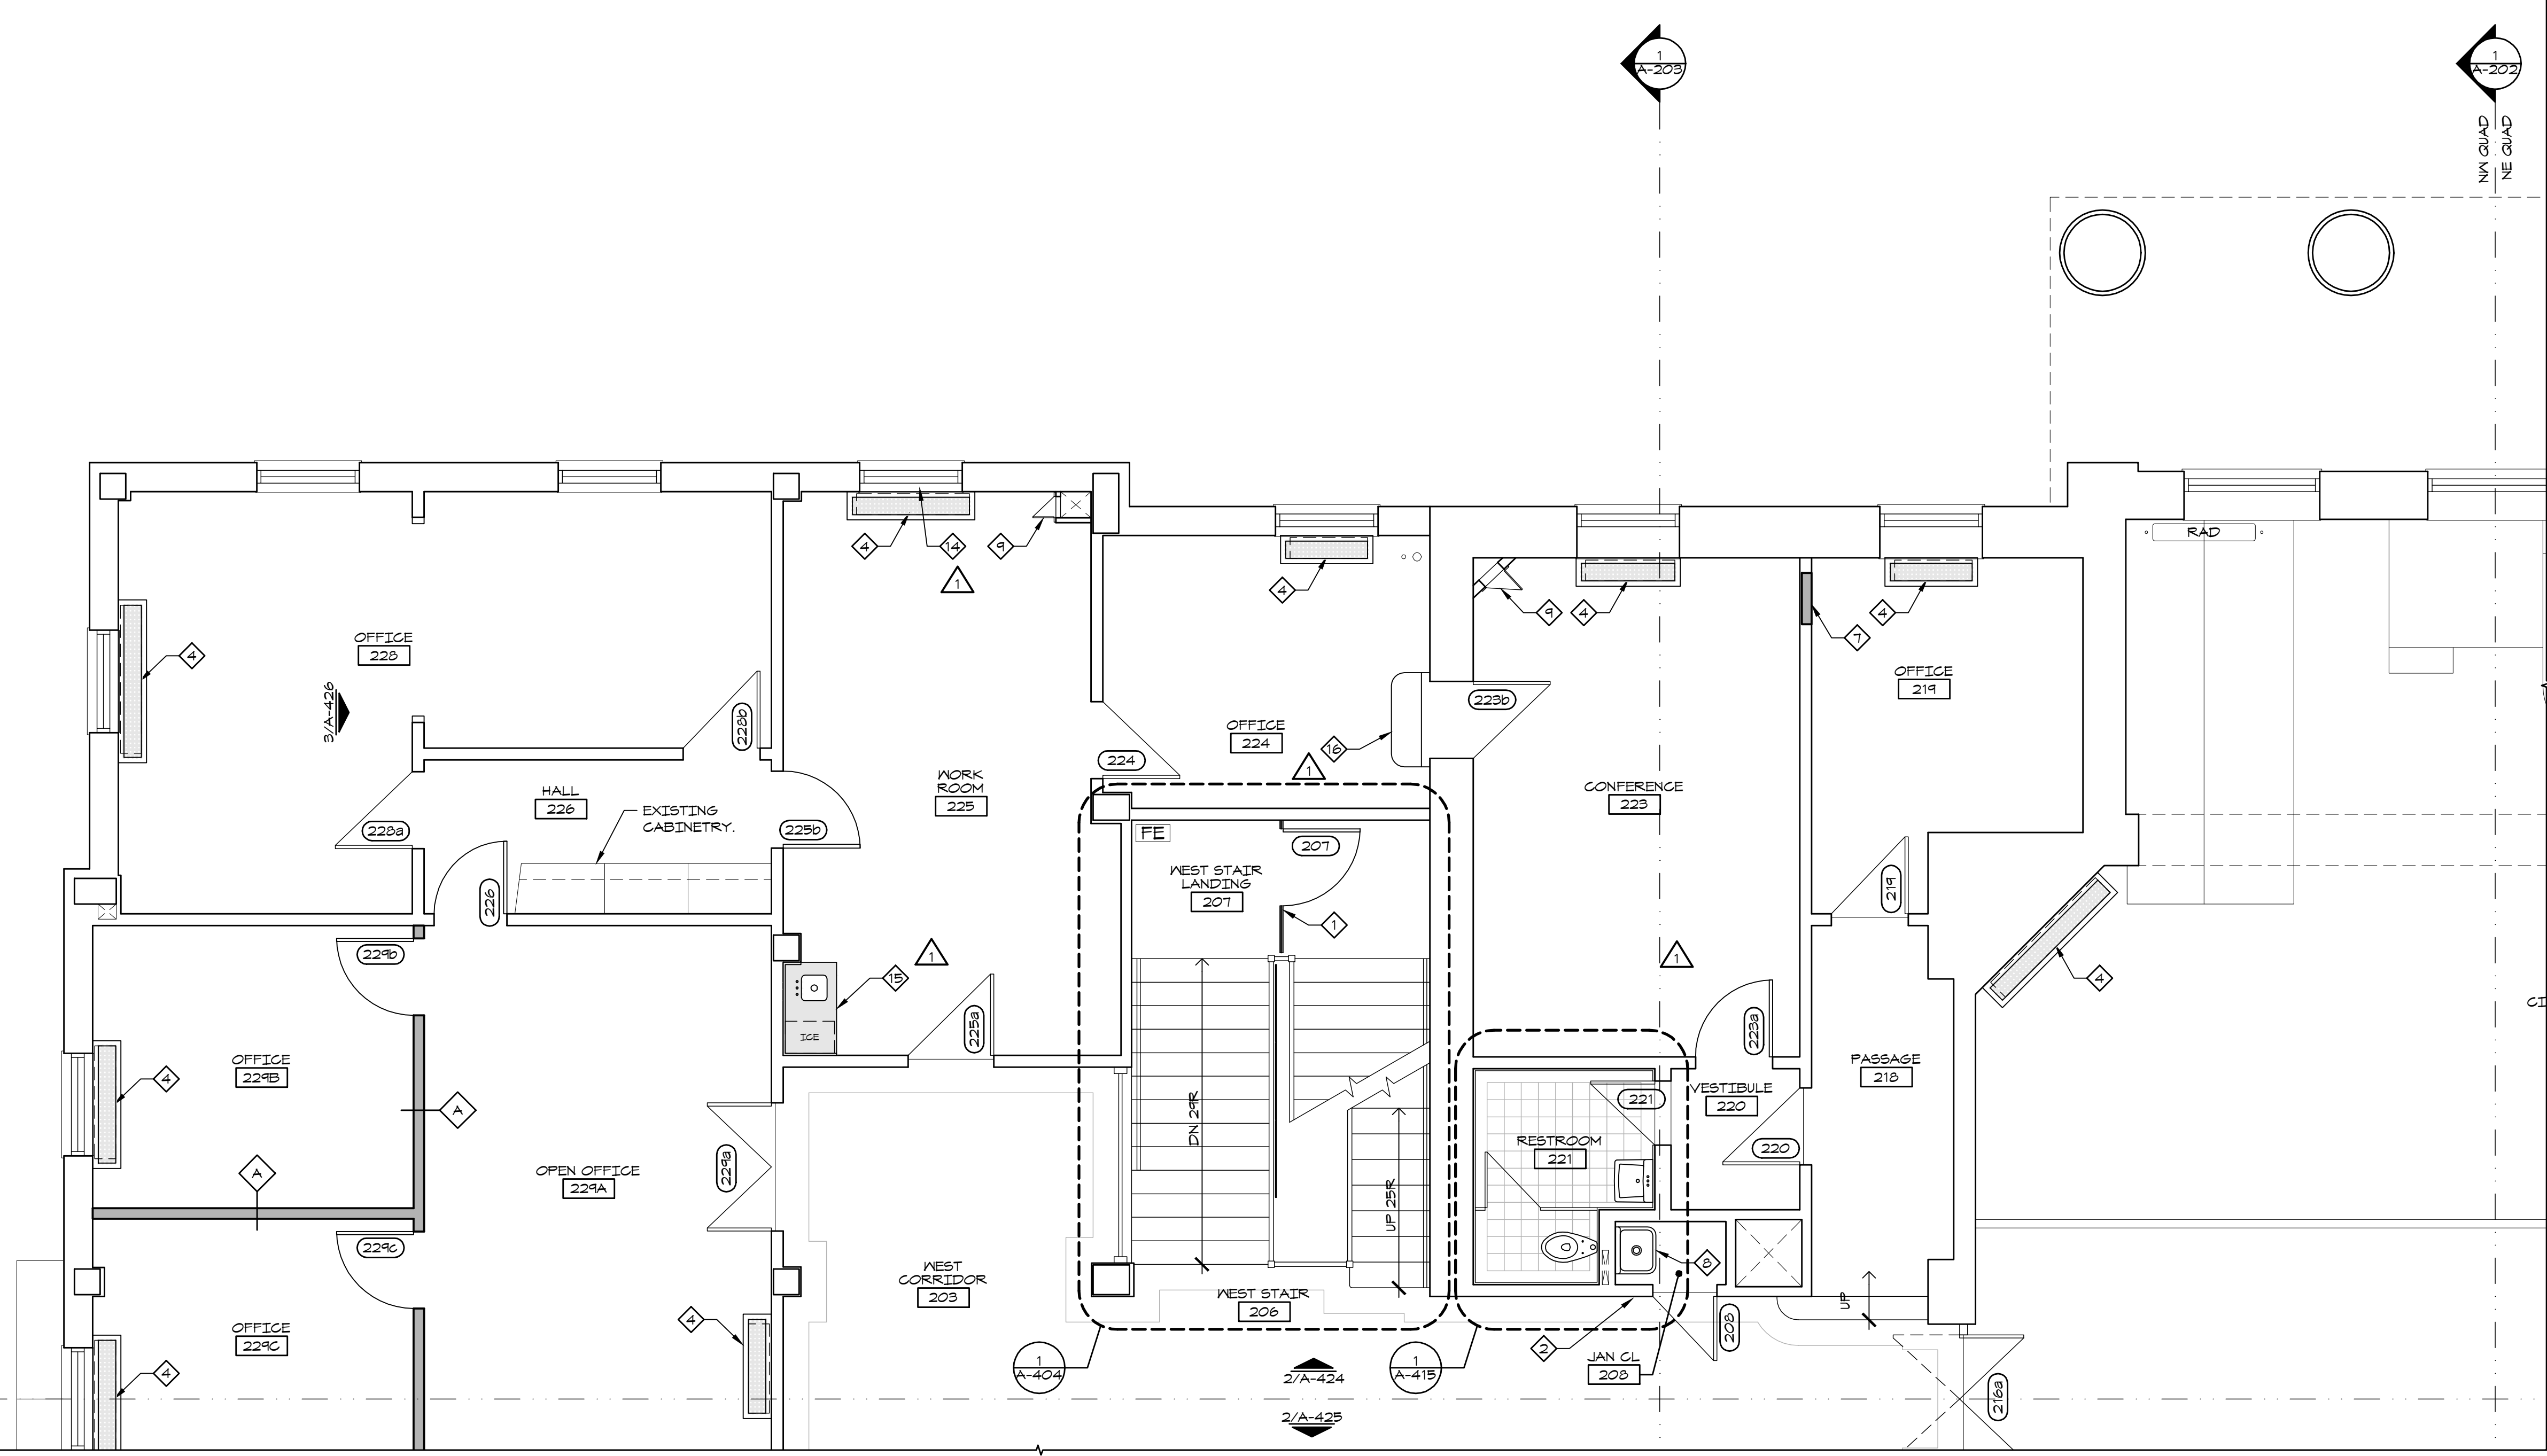 1
A-203
1
A-202
NW QUAD
NE QUAD
RAD
4
14
9
1
4
9
4
7
4
4
OFFICE
228
3/A-426
228b
OFFICE
219
223b
OFFICE
224
16
224
1
WORK
ROOM
225
CONFERENCE
223
HALL
226
EXISTING
CABINETRY.
228a
225b
226
FE
207
WEST STAIR
LANDING
207
1
219
229b
1
15
1
4
ICE
225a
223a
OFFICE
229B
4
A
A
OPEN OFFICE
229A
229a
DN 29R
UP 25R
221
VESTIBULE
220
PASSAGE
218
RESTROOM
221
220
229c
8
WEST
CORRIDOR
203
WEST STAIR
206
UP
OFFICE
229C
4
4
2
208
1
A-404
1
A-415
JAN CL
208
2/A-424
2/A-425
216a